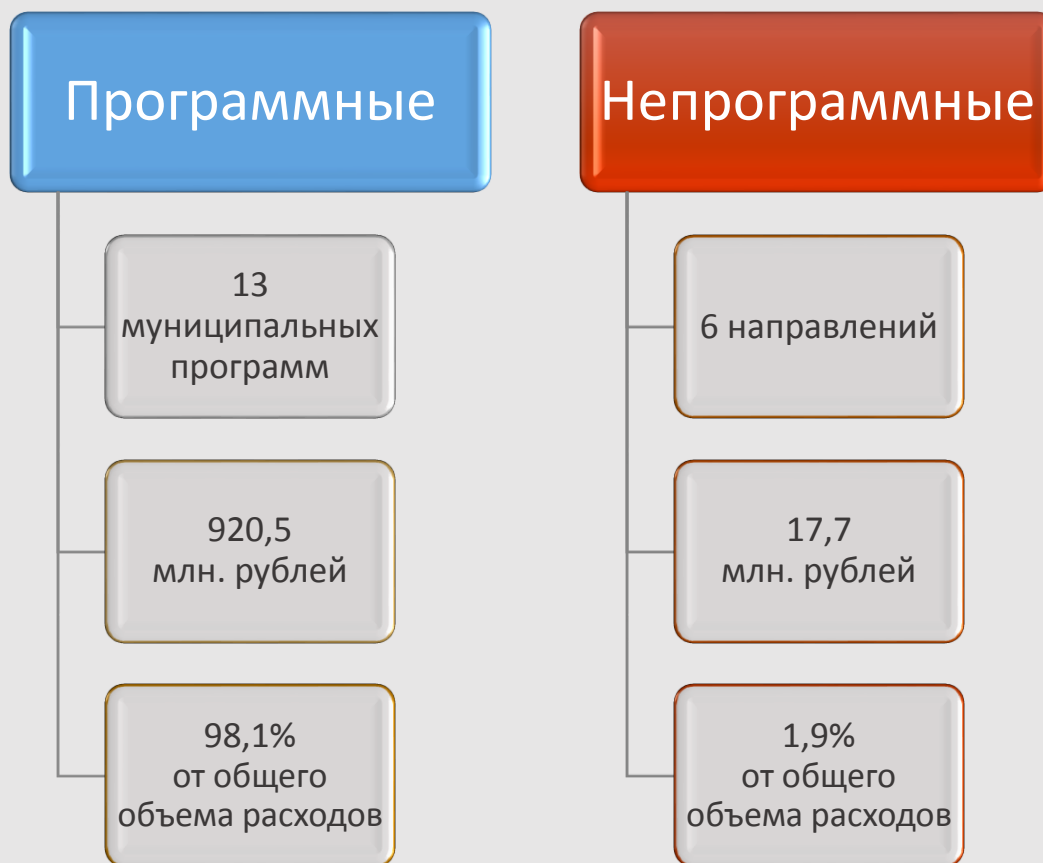 Программные
13
муниципальных
программ
920,5
млн. рублей
98,1%
от общего
объема расходов
Непрограммные
6 направлений
17,7
млн. рублей
1,9%
от общего
объема расходов